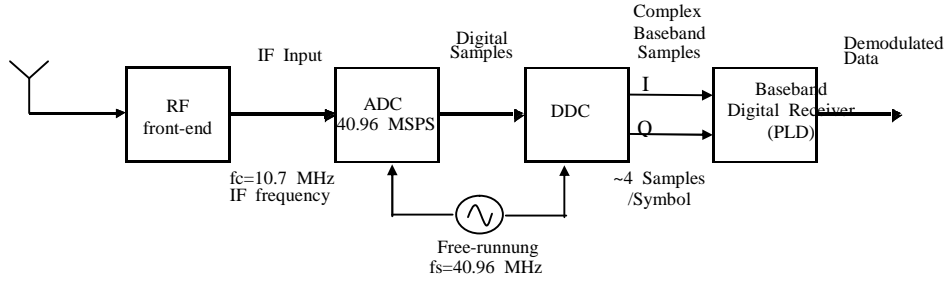 Complex
Baseband
Samples
Digital
Samples
Demodulated
Data
IF Input
RF
front-end
ADC
40.96 MSPS
DDC
I
Q
Baseband
Digital Receiver
(PLD)
fc=10.7 MHz
IF frequency
~4 Samples
/Symbol
Free-runnung
fs=40.96 MHz